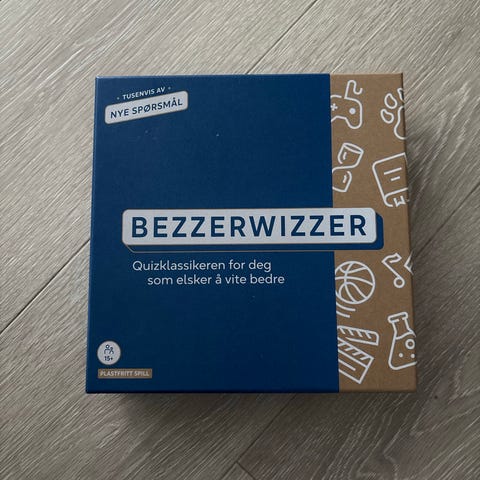 • TUSENVIS AV •
NYE SPØRSMÅL
BEZZERWIZZER
Quizklassikeren for deg
som elsker å vite bedre
15+
PLASTFRITT SPILL